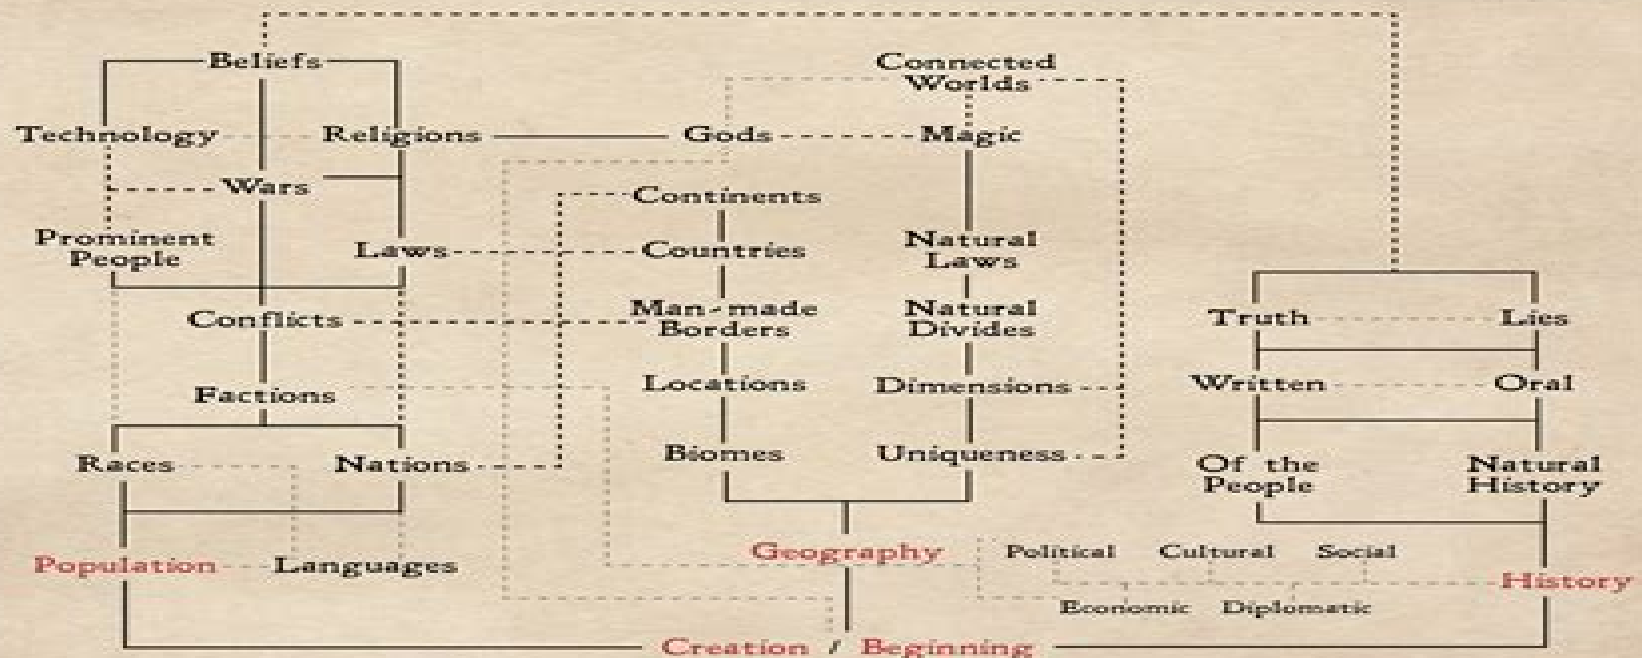 Beliefs
Connected
Worlds
Technology
Religions
Gods
Magic
Wars
Continents
Prominent
People
Laws
Countries
Natural
Laws
Conflicts
Man-made
Borders
Natural
Divides
Truth
Lies
Factions
Locations
Dimensions
Written
Oral
Races
Nations
Biomes
Uniqueness
Of the
People
Natural
History
Population
Languages
Geography
Political
Cultural
Social
History
Economic
Diplomatic
Creation / Beginning